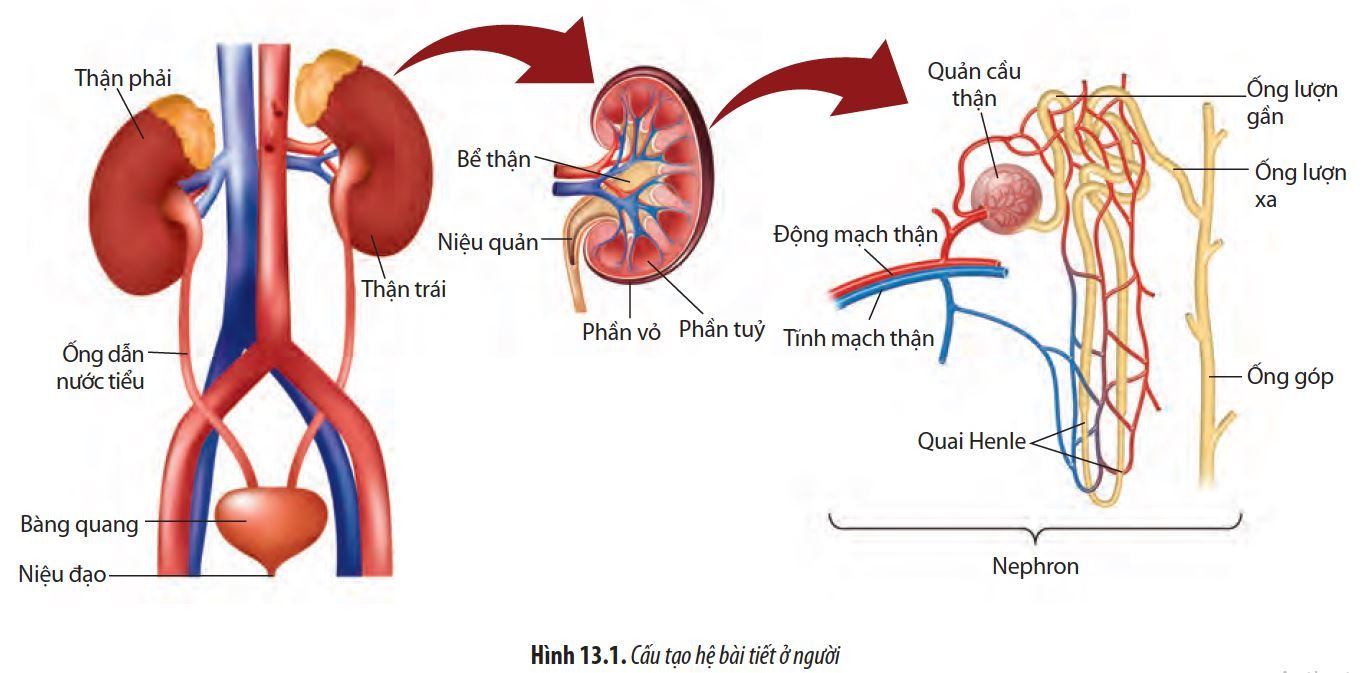 Thận phải
Thận trái
Ống dẫn
nước tiểu
Bàng quang
Niệu đạo
Bể thận
Niệu quản
Phần vỏ
Phần tuỷ
Quản cầu
thận
Ống lượn
gần
Ống lượn
xa
Động mạch thận
Tính mạch thận
Ống góp
Quai Henle
Nephron
Hình 13.1. Cấu tạo hệ bài tiết ở người